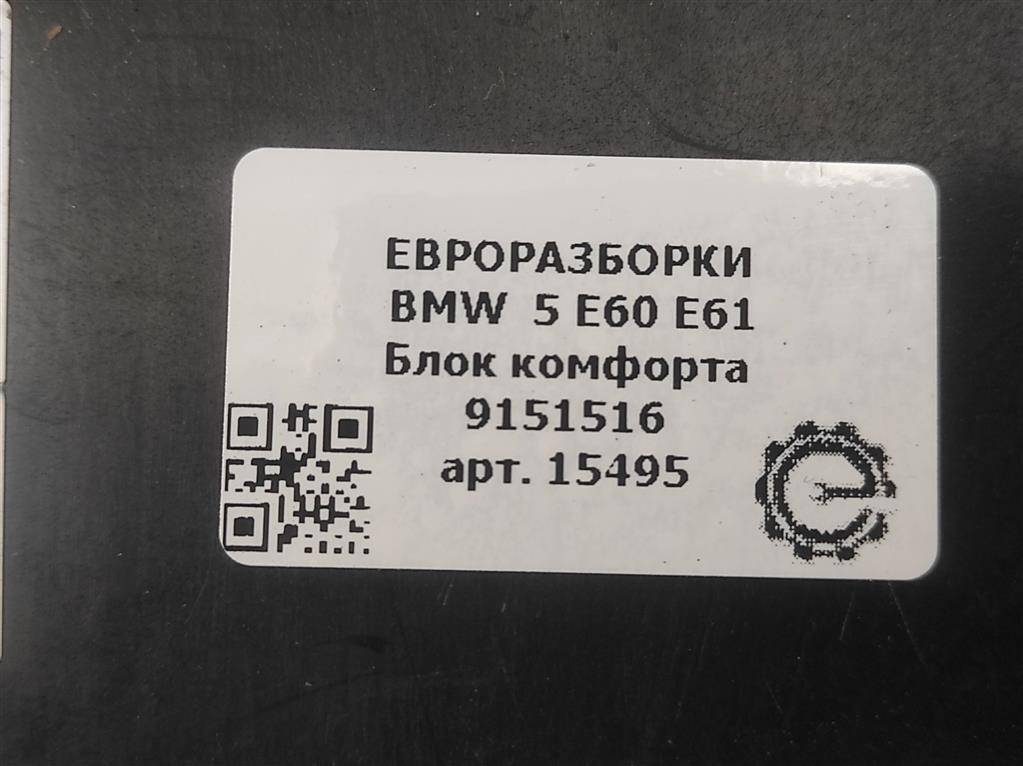 ЕВРОРАЗБОРКИ
BMW 5 E60 E61
Блок комфорта
9151516
арт. 15495